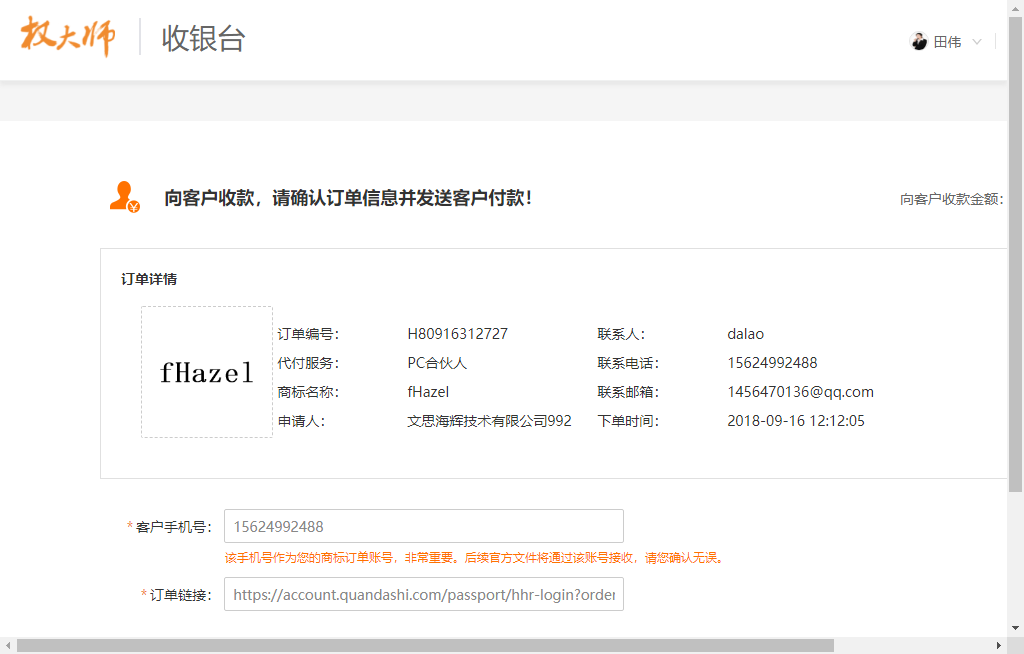 权大师 收银台 田伟
向客户收款，请确认订单信息并发送客户付款！ 向客户收款金额：
订单详情
fHazel
订单编号： H80916312727 联系人： dalao
代付服务： PC合伙人 联系电话： 15624992488
商标名称： fHazel 联系邮箱： 1456470136@qq.com
申请人： 文思海辉技术有限公司992 下单时间： 2018-09-16 12:12:05
*客户手机号： 15624992488
该手机号作为您的商标订单账号，非常重要。后续官方文件将通过该账号接收，请您确认无误。
*订单链接： https://account.quandashi.com/passport/hhr-login?order